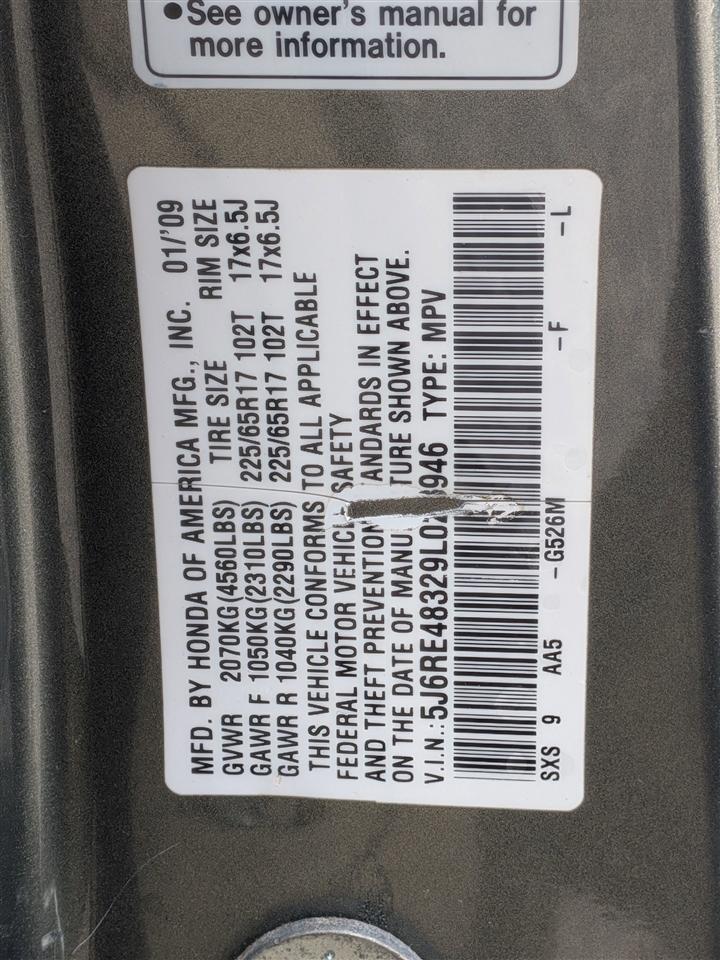 •See owner's manual for
more information.
MFD. BY HONDA OF AMERICA MFG., INC. 01/'09
GVWR 2070KG(4560LBS) TIRE SIZE RIM SIZE
GAWR F 1050KG(2310LBS) 225/65R17 102T 17x6.5J
GAWR R 1040KG(2290LBS) 225/65R17 102T 17x6.5J
THIS VEHICLE CONFORMS TO ALL APPLICABLE
FEDERAL MOTOR VEHICLE SAFETY
AND THEFT PREVENTION ANDARDS IN EFFECT
ON THE DATE OF MANU TURE SHOWN ABOVE.
V.I.N.: TYPE: MPV
SXS 9 AA5 -G526M -F -L